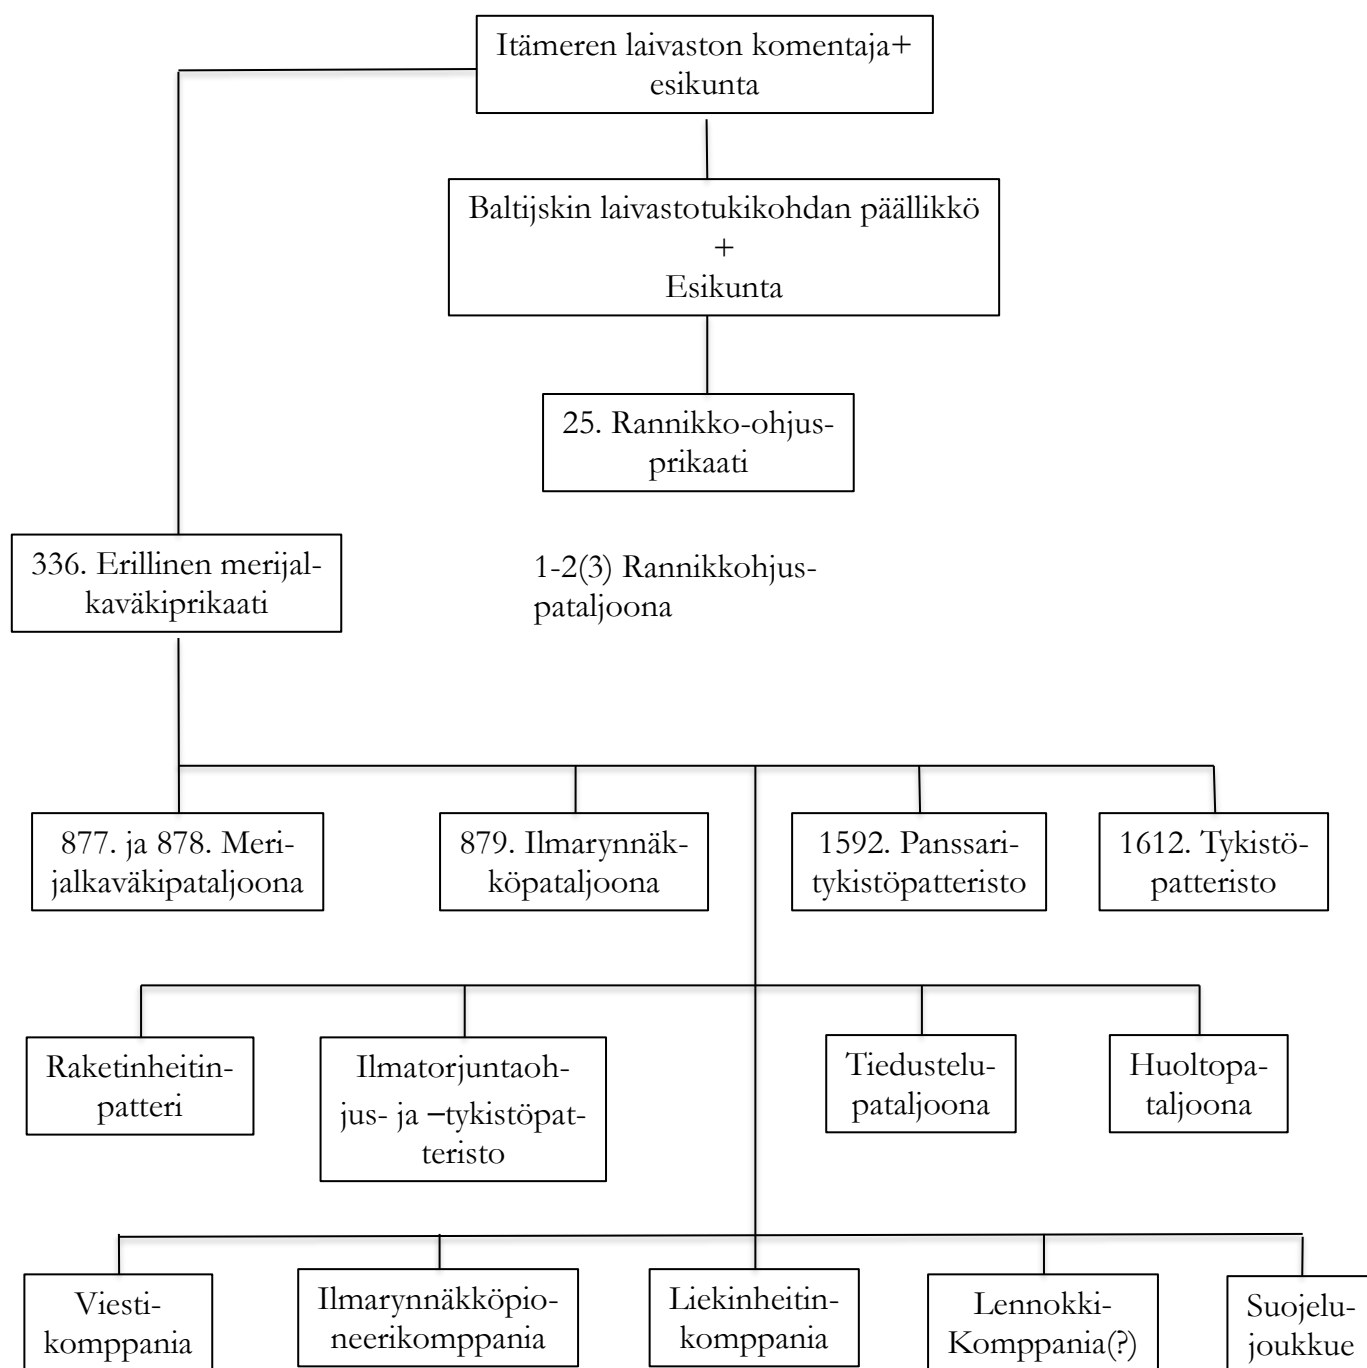 Itämeren laivaston komentaja+
esikunta
Baltijskin laivastotukikohdan päällikkö
+
Esikunta
25. Rannikko-ohjus-
prikaati
336. Erillinen merijal-
kaväkiprikaati
1-2(3) Rannikkohjus-
pataljoona
877. ja 878. Meri-
jalkaväkipataljoona
879. Ilmarynnäk-
köpataljoona
1592. Panssari-
tykistöpatteristo
1612. Tykistö-
patteristo
Raketinheitin-
patteri
Ilmatorjuntaoh-
jus- ja –tykistöpat-
teristo
Tiedustelu-
pataljoona
Huoltopa-
taljoona
Viesti-
komppania
Ilmarynnäkköpio-
neerikomppania
Liekinheitin-
komppania
Lennokki-
Komppania(?)
Suojelu-
joukkue